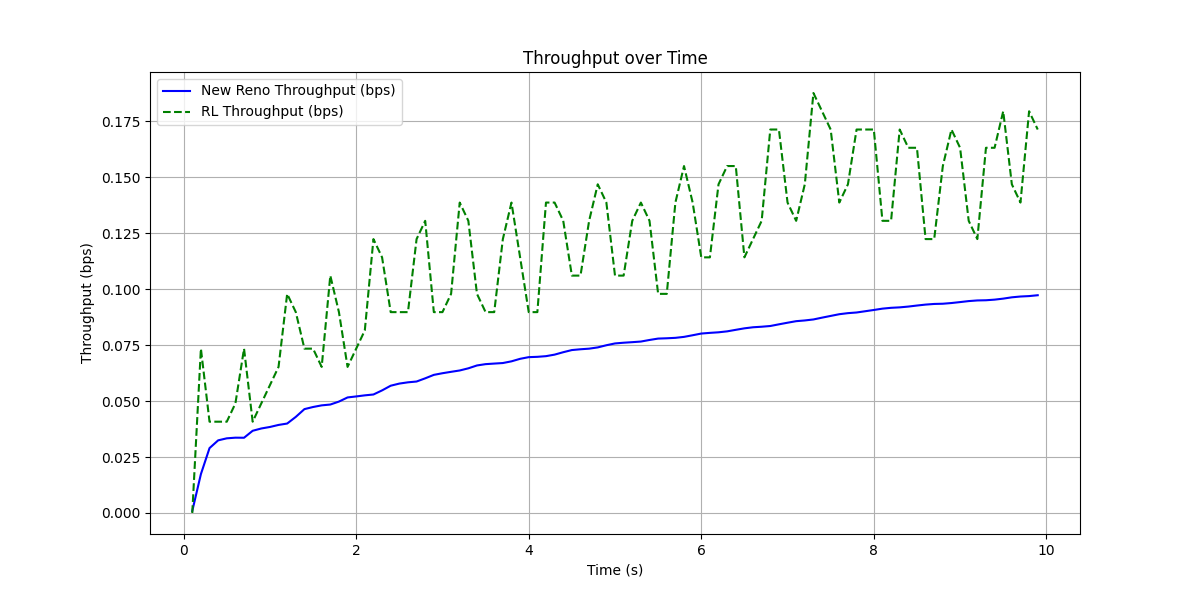 Throughput over Time
New Reno Throughput (bps)
RL Throughput (bps)
Throughput (bps)
0.175
0.150
0.125
0.100
0.075
0.050
0.025
0.000
0 2 4 6 8 10
Time (s)